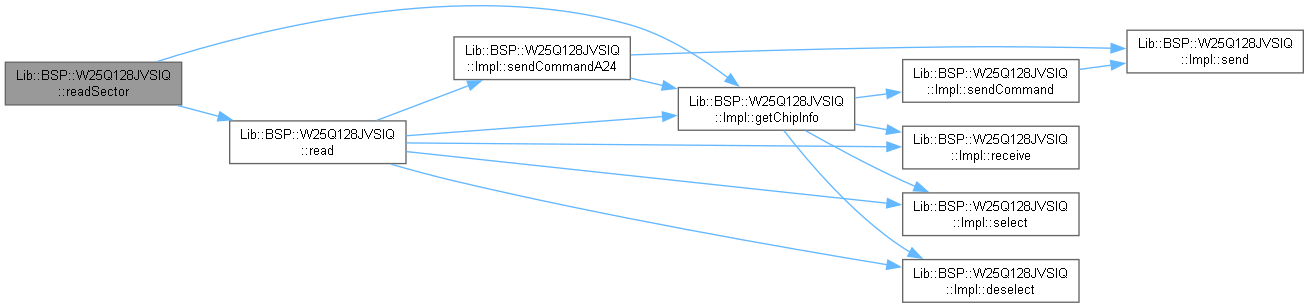 Lib::BSP::W25Q128JVSIQ
::readSector
Lib::BSP::W25Q128JVSIQ
::read
Lib::BSP::W25Q128JVSIQ
::Impl::sendCommandA24
Lib::BSP::W25Q128JVSIQ
::Impl::getChipInfo
Lib::BSP::W25Q128JVSIQ
::Impl::sendCommand
Lib::BSP::W25Q128JVSIQ
::Impl::receive
Lib::BSP::W25Q128JVSIQ
::Impl::select
Lib::BSP::W25Q128JVSIQ
::Impl::deselect
Lib::BSP::W25Q128JVSIQ
::Impl::send